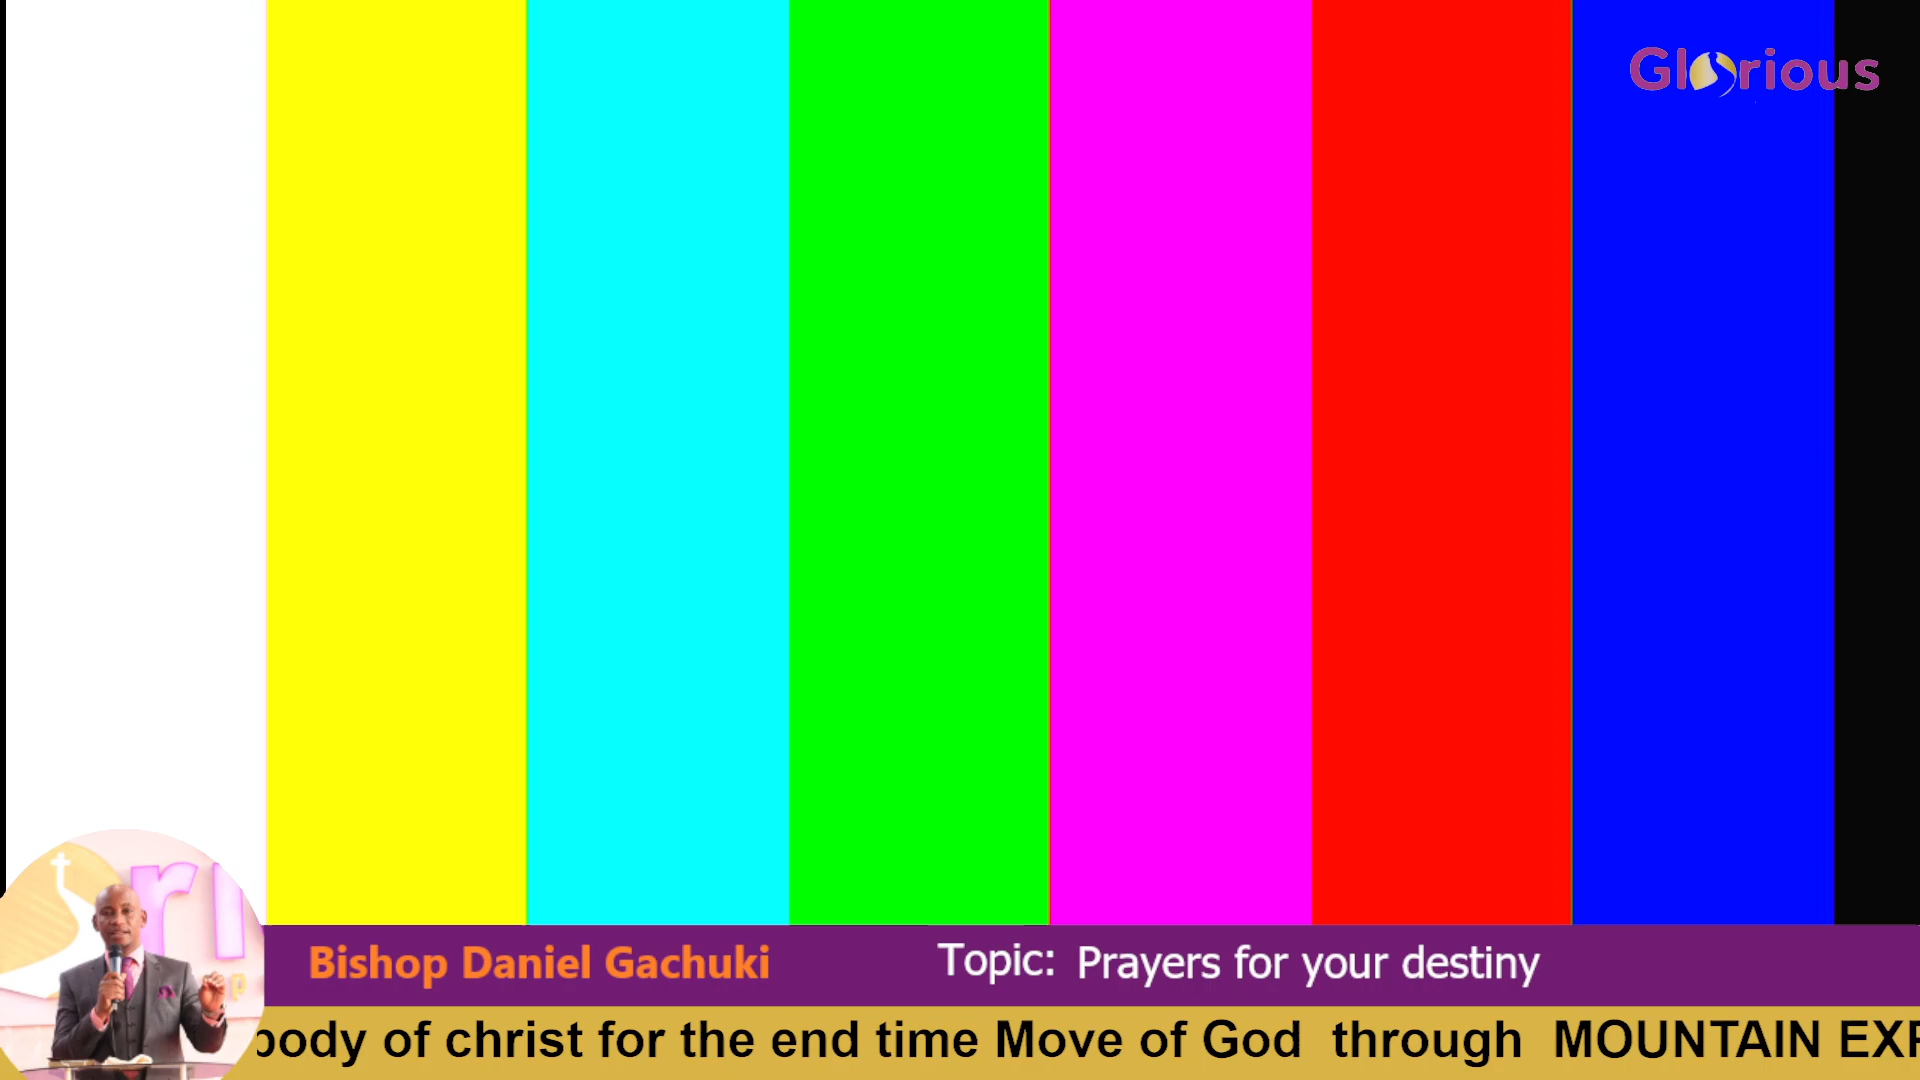 Glorious
Bishop Daniel Gachuki
Topic: Prayers for your destiny
body of christ for the end time Move of God through MOUNTAIN EXP